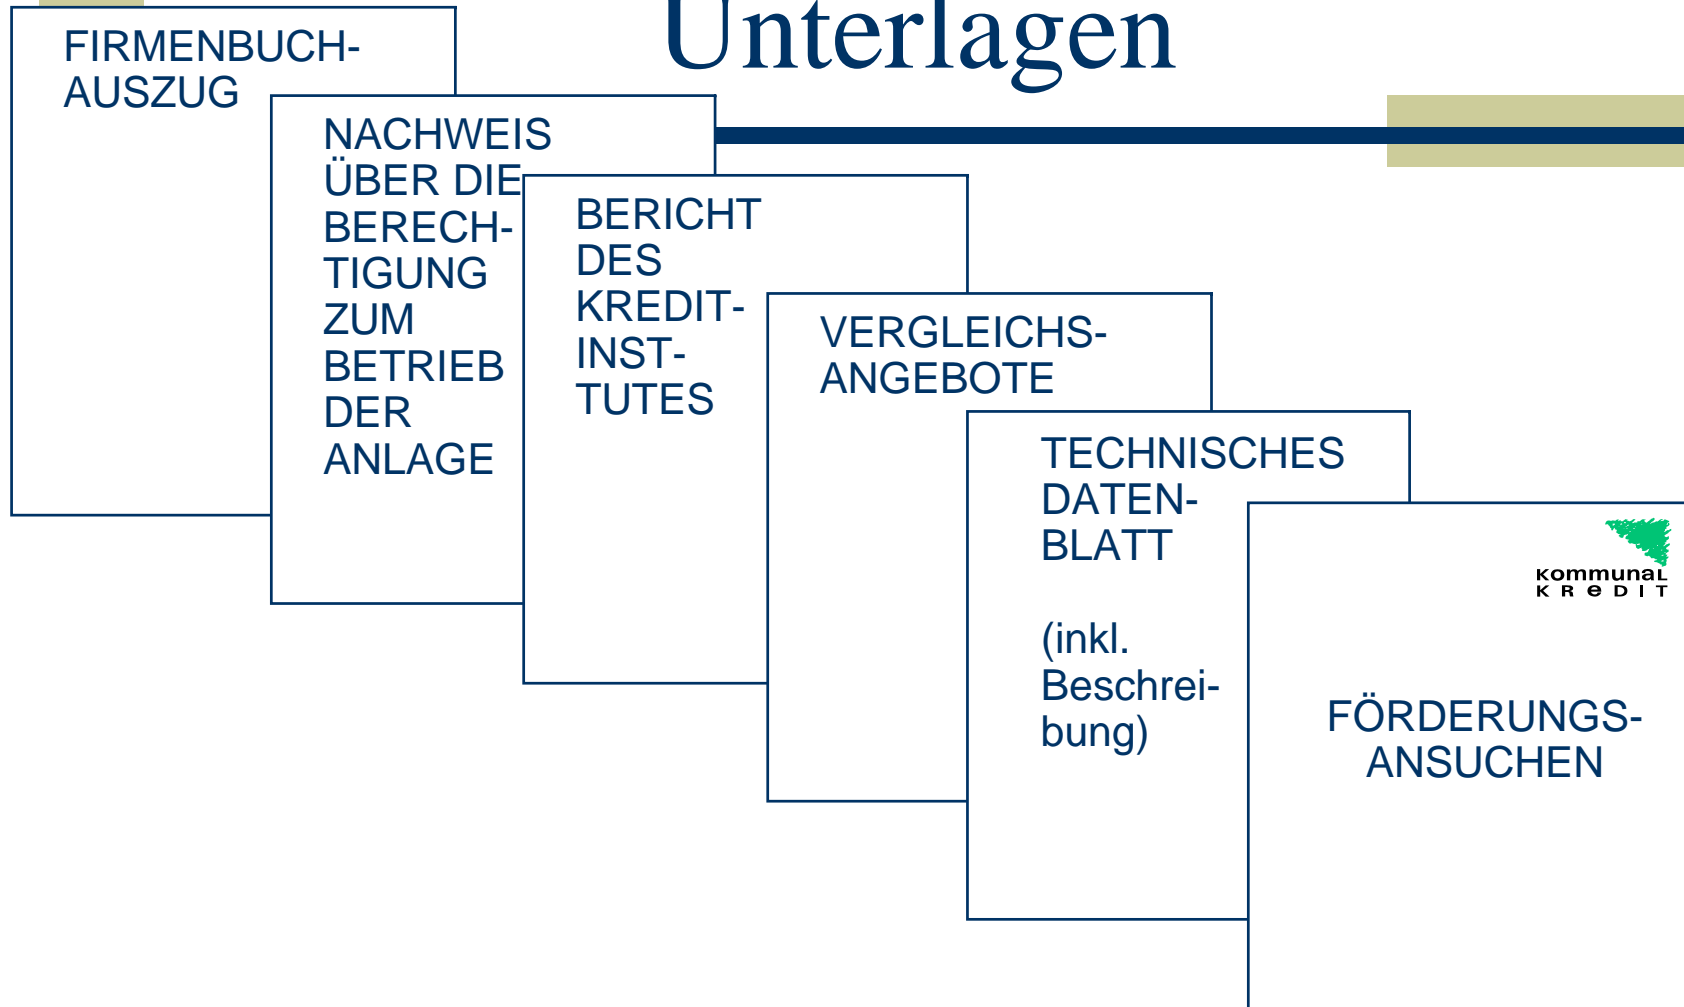 Unterlagen
FIRMENBUCH-
AUSZUG
NACHWEIS
ÜBER DIE
BERECH-
TIGUNG
ZUM
BETRIEB
DER
ANLAGE
BERICHT
DES
KREDIT-
INST-
TUTES
VERGLEICHS-
ANGEBOTE
TECHNISCHES
DATEN-
BLATT
(inkl.
Beschrei-
bung)
kommunal
KREDIT
FÖRDERUNGS-
ANSUCHEN